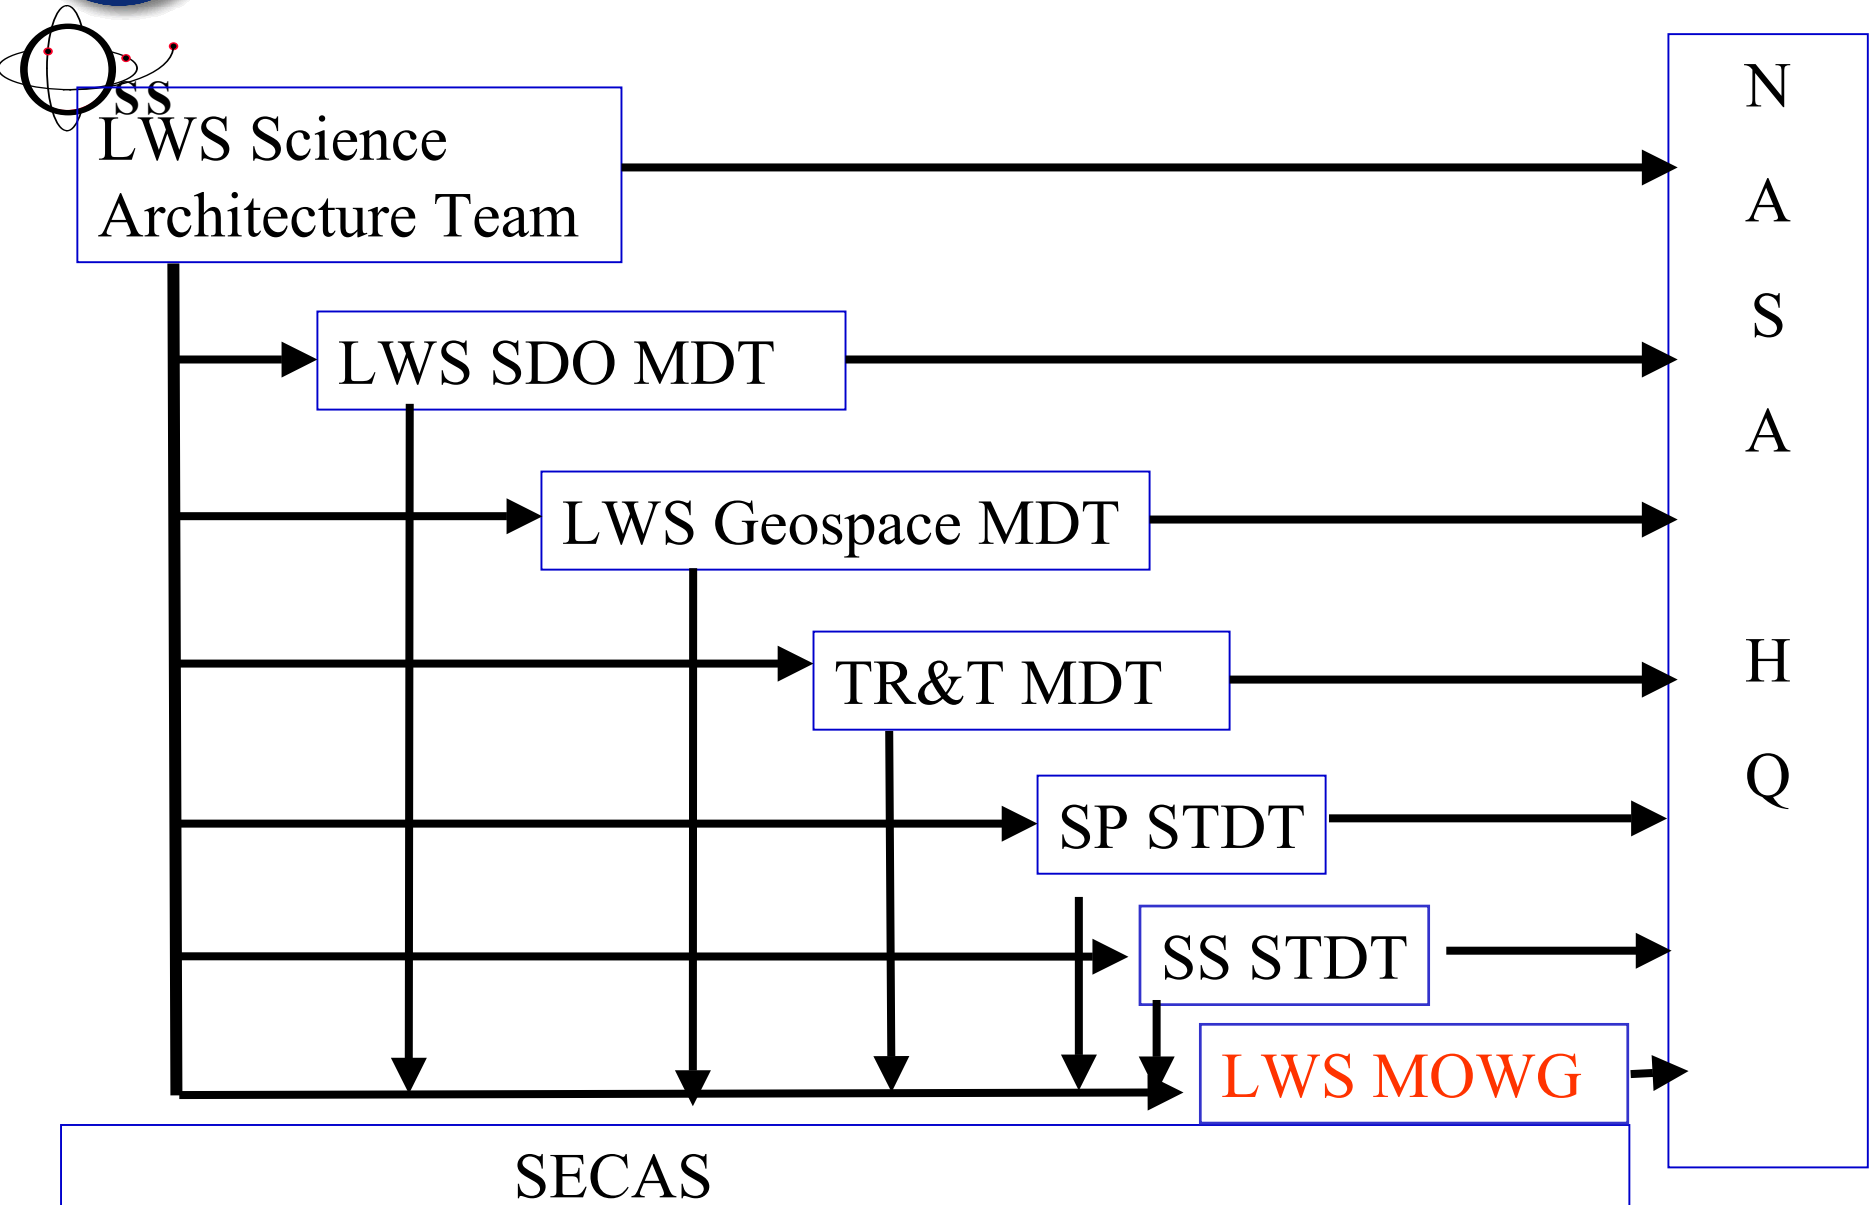 ss
LWS Science
Architecture Team
LWS SDO MDT
LWS Geospace MDT
TR&T MDT
SP STDT
SS STDT
LWS MOWG
SECAS
N
A
S
A
H
Q